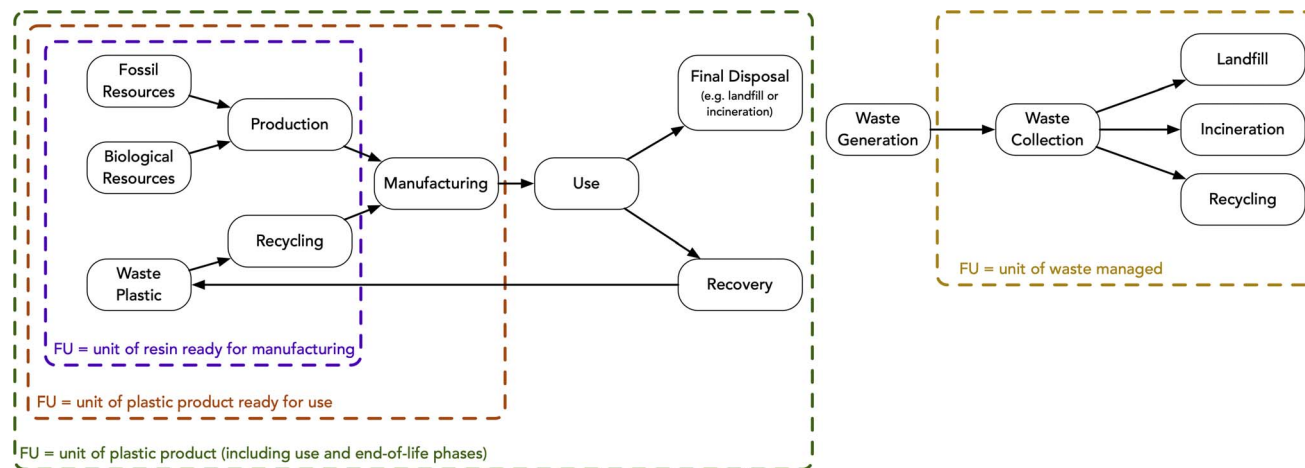 Fossil
Resources
Production
Biological
Resources
Manufacturing
Recycling
Waste
Plastic
Use
Final Disposal
(e.g. landfill or
incineration)
Recovery
FU = unit of resin ready for manufacturing
FU = unit of plastic product ready for use
FU = unit of plastic product (including use and end-of-life phases)
Waste
Generation
Waste
Collection
Landfill
Incineration
Recycling
FU = unit of waste managed